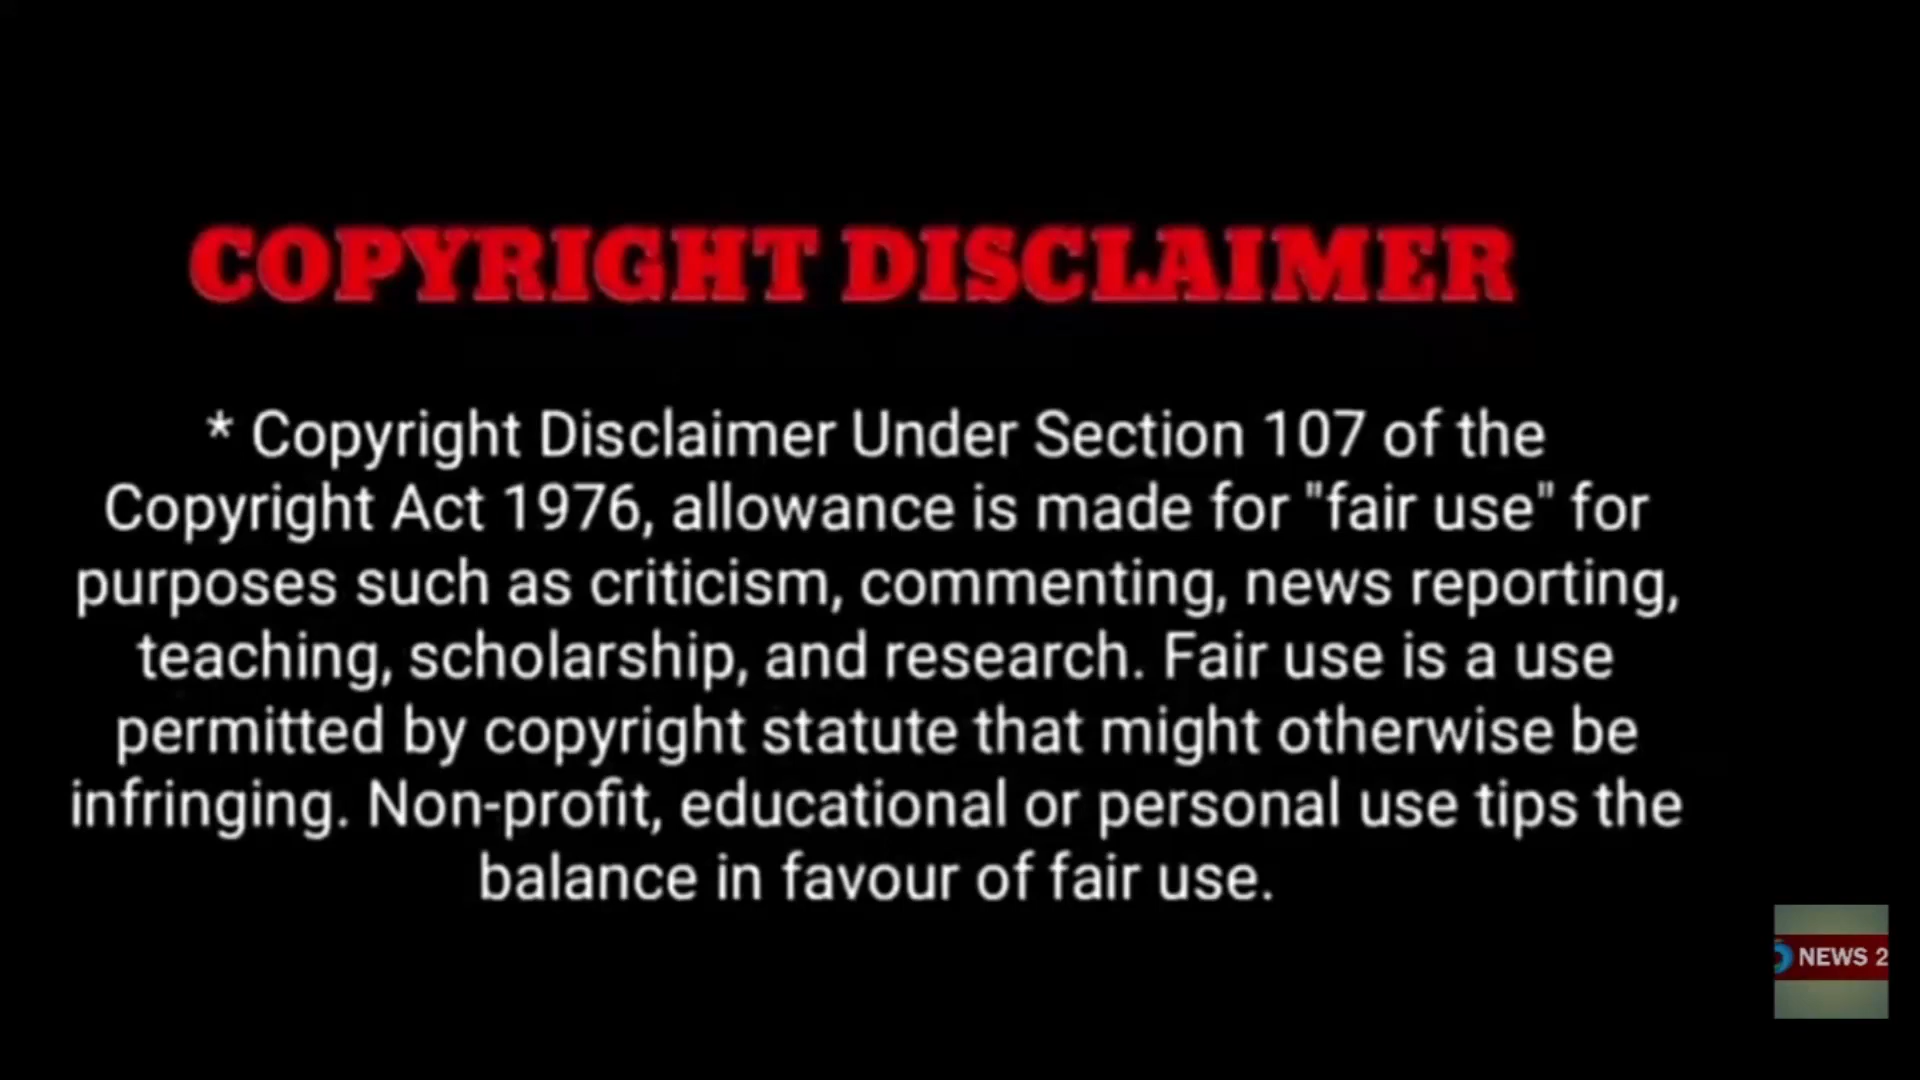 COPYRIGHT DISCLAIMER
* Copyright Disclaimer Under Section 107 of the
Copyright Act 1976, allowance is made for "fair use" for
purposes such as criticism, commenting, news reporting,
teaching, scholarship, and research. Fair use is a use
permitted by copyright statute that might otherwise be
infringing. Non-profit, educational or personal use tips the
balance in favour of fair use.
NEWS 2